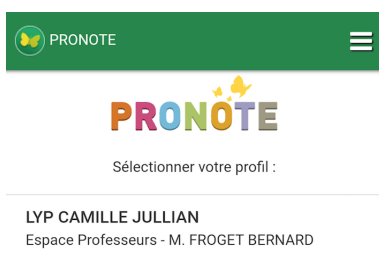 PRONOTE
PRONOTE
Sélectionner votre profil :
LYP CAMILLE JULLIAN
Espace Professeurs - M. FROGET BERNARD